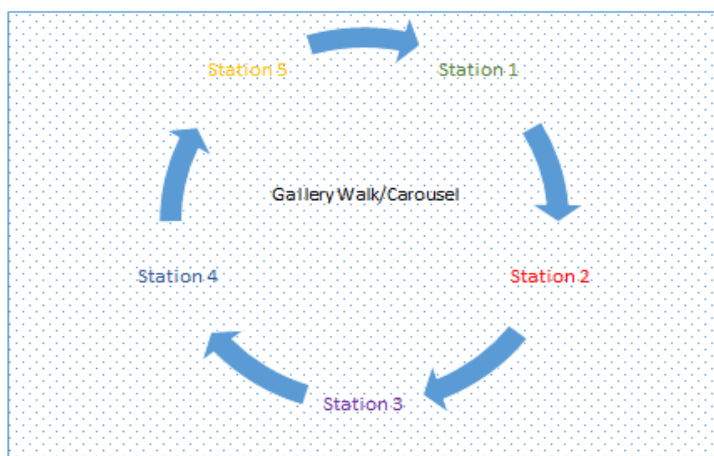 Station 5
Station 1
Gallery Walk/Carousel
Station 4
Station 2
Station 3